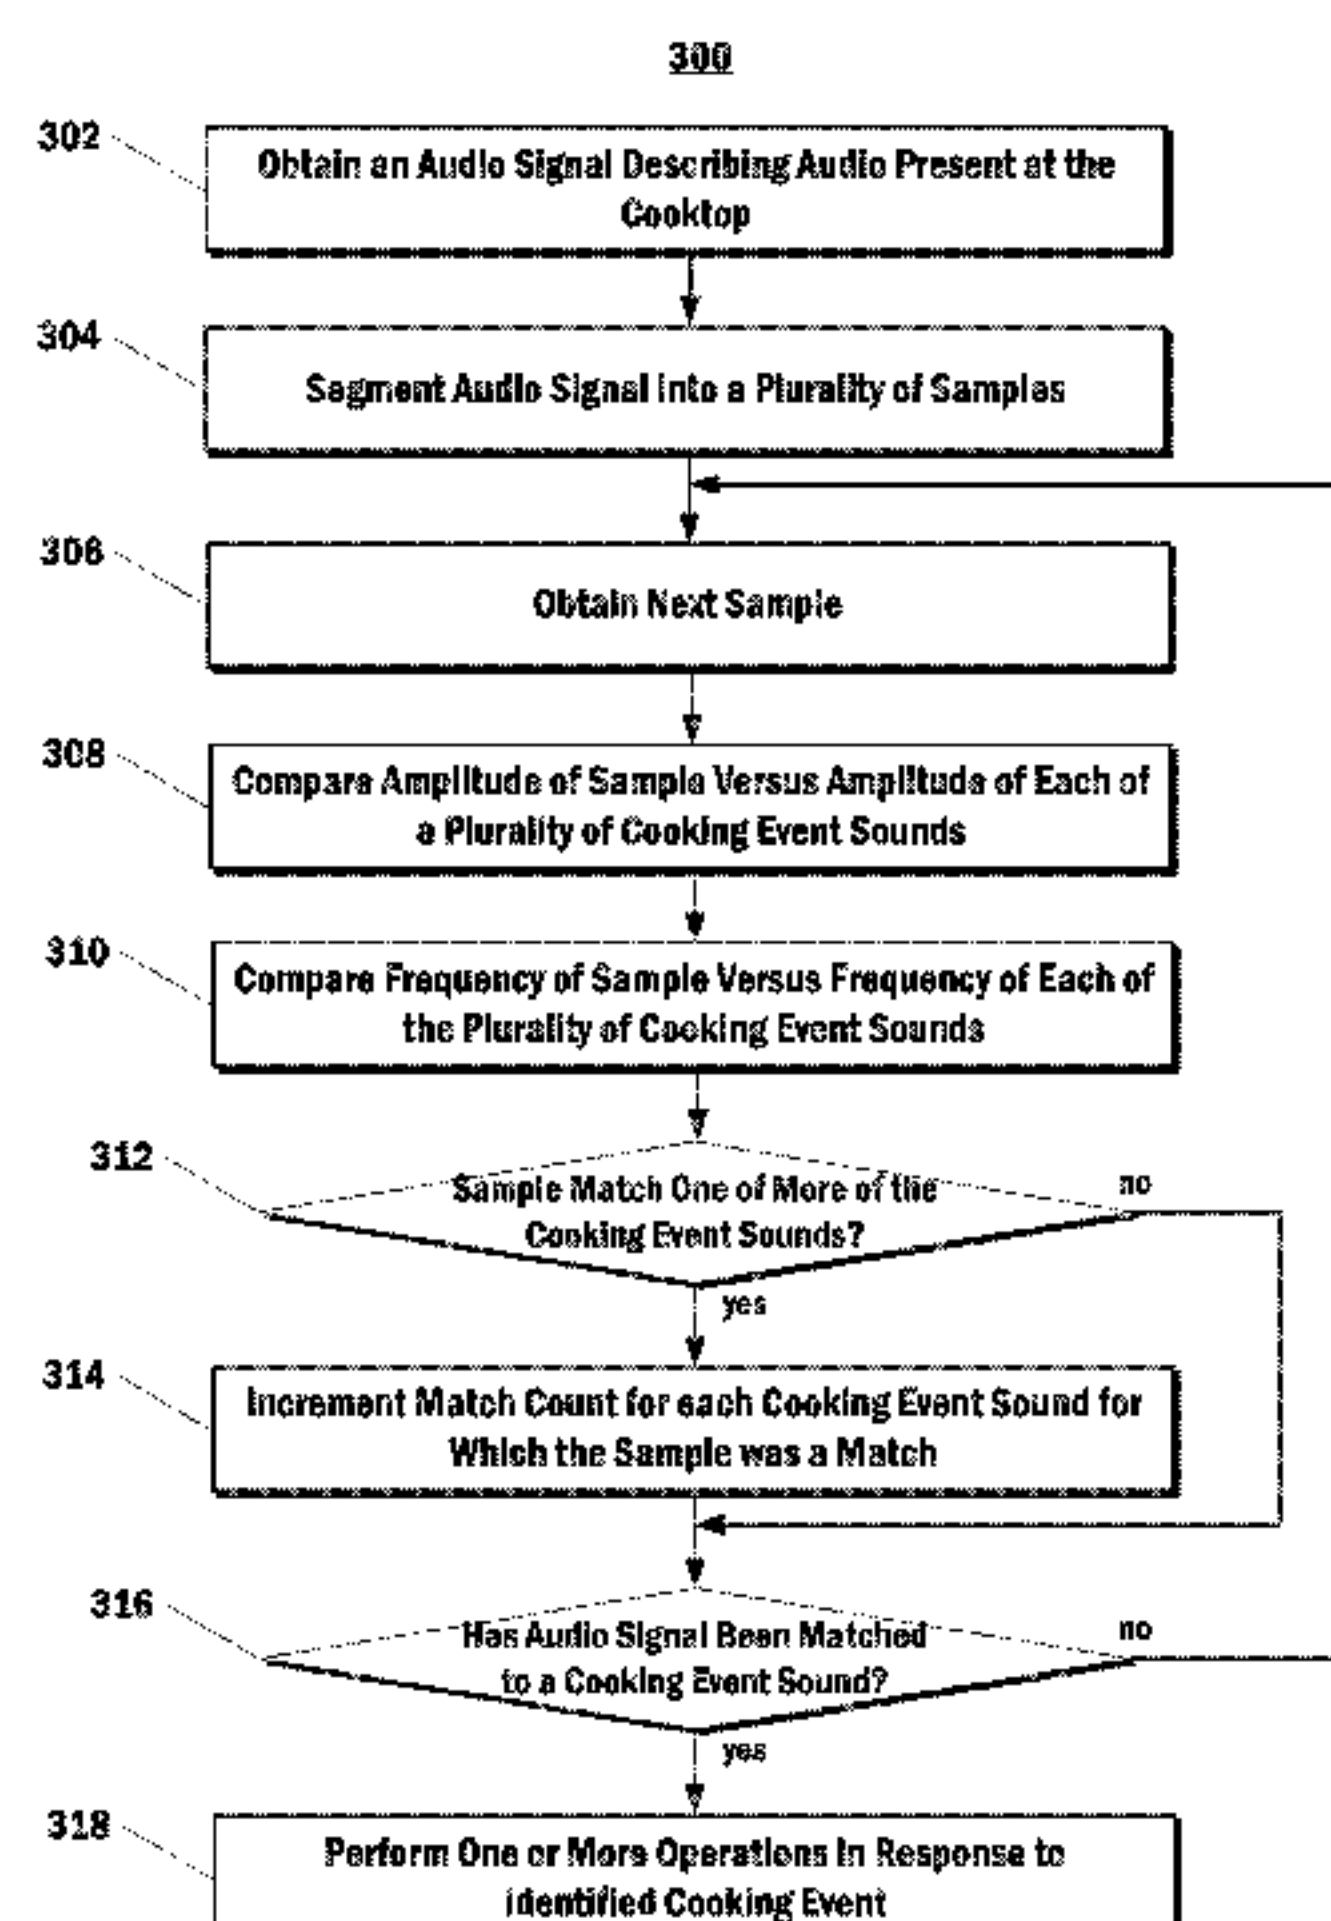 300
302
Obtain an Audio Signal Describing Audio Present at the
Cooktop
304
Segment Audio Signal into a Plurality of Samples
306
Obtain Next Sample
308
Compare Amplitude of Sample Versus Amplitude of Each of
a Plurality of Cooking Event Sounds
310
Compare Frequency of Sample Versus Frequency of Each of
the Plurality of Cooking Event Sounds
312
Sample Match One of More of the
Cooking Event Sounds?
no
yes
314
Increment Match Count for each Cooking Event Sound for
Which the Sample was a Match
316
Has Audio Signal Been Matched
to a Cooking Event Sound?
no
yes
318
Perform One or More Operations in Response to
Identified Cooking Event